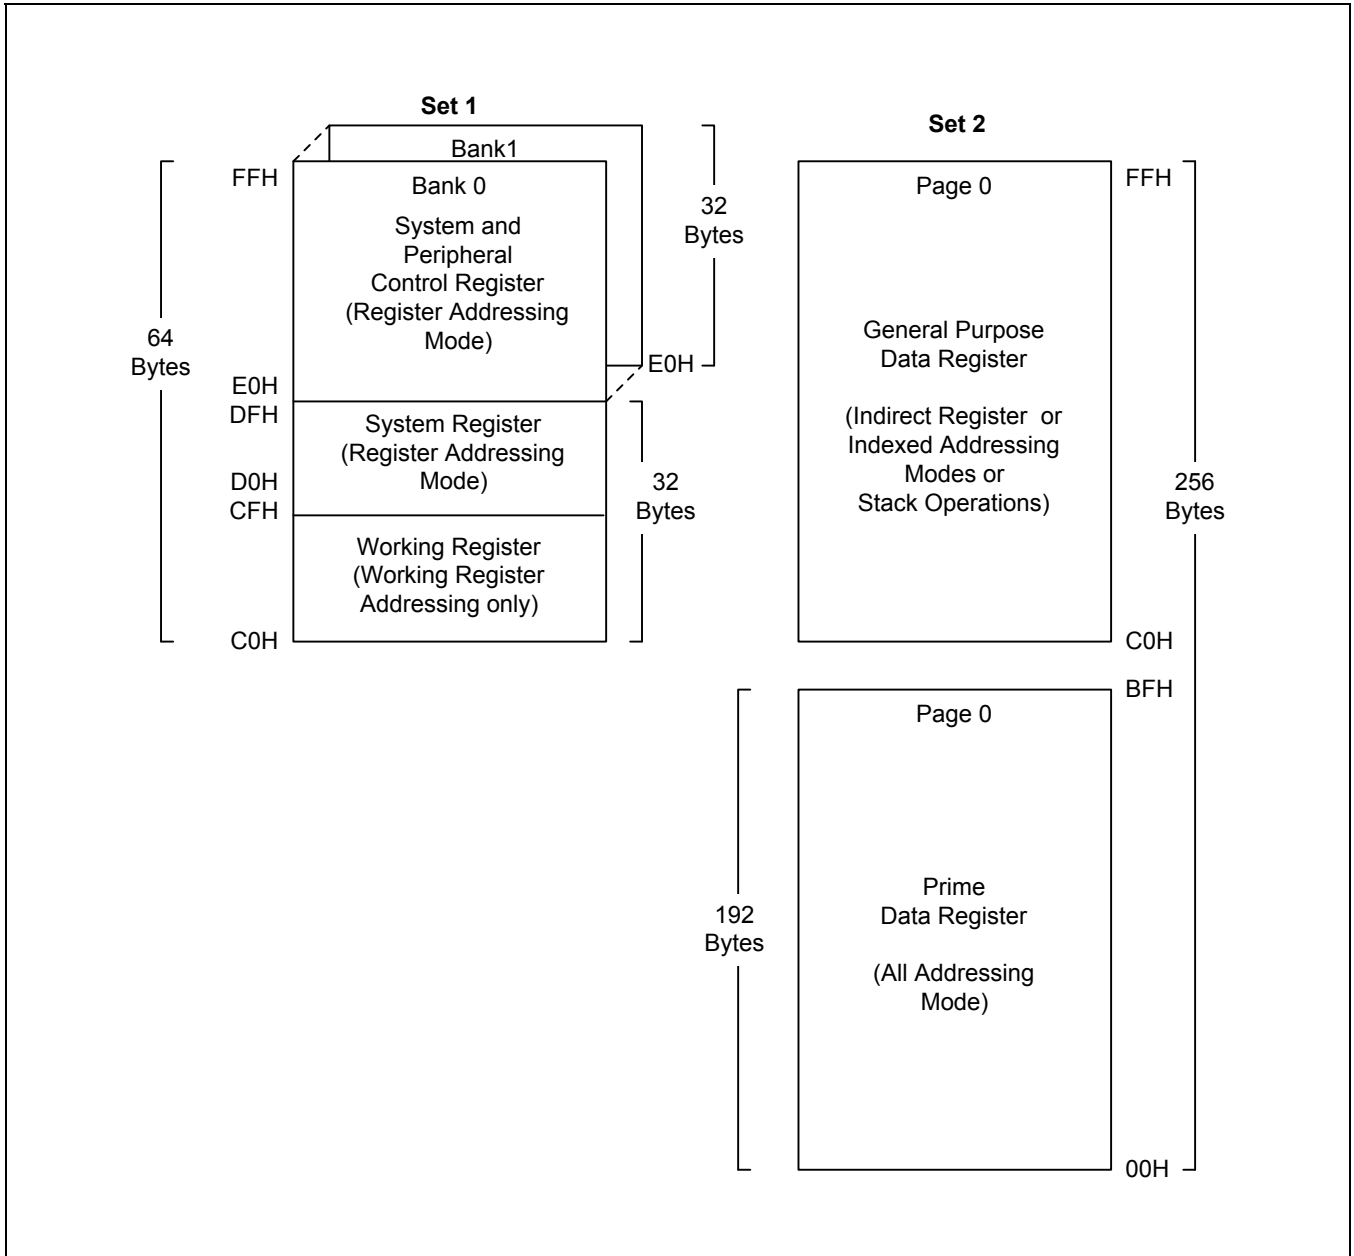 Set 1
Bank1
Bank 0
System and
Peripheral
Control Register
(Register Addressing
Mode)
FFH
64
Bytes
E0H
DFH
D0H
CFH
C0H
32
Bytes
E0H
System Register
(Register Addressing
Mode)
32
Bytes
Working Register
(Working Register
Addressing only)
Set 2
Page 0
FFH
General Purpose
Data Register
(Indirect Register or
Indexed Addressing
Modes or
Stack Operations)
256
Bytes
C0H
BFH
Page 0
192
Bytes
Prime
Data Register
(All Addressing
Mode)
00H